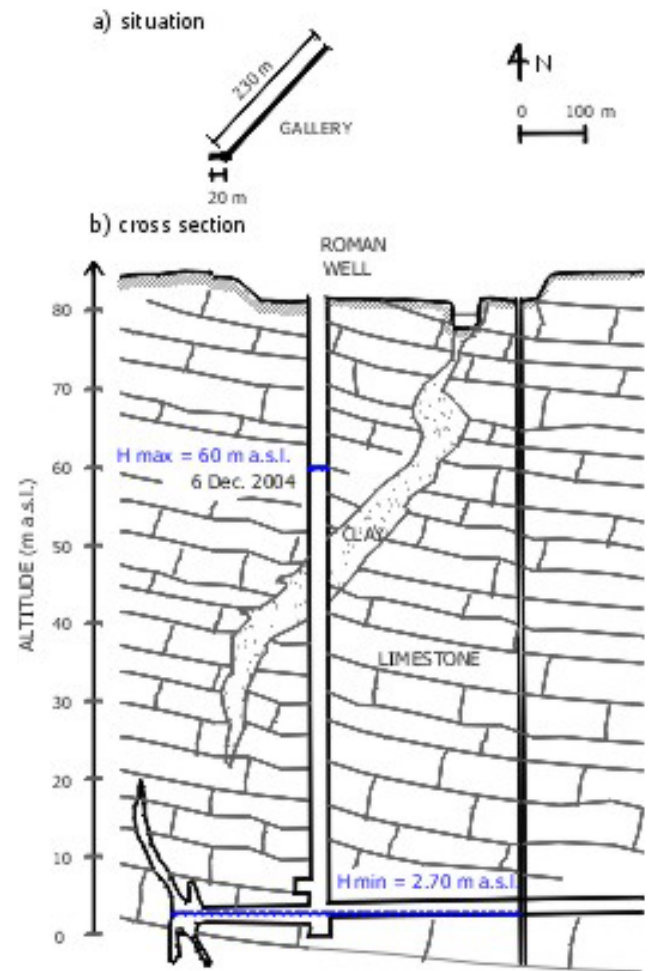 a) situation
230 m
N
GALLERY
0 100 m
20 m
b) cross section
ROMAN
WELL
80
70
H max = 60 m a.s.l.
60
6 Dec. 2004
50
CLAY
ALTITUDE (m a.s.l.)
40
LIMESTONE
30
20
10
H min = 2.70 m a.s.l.
0